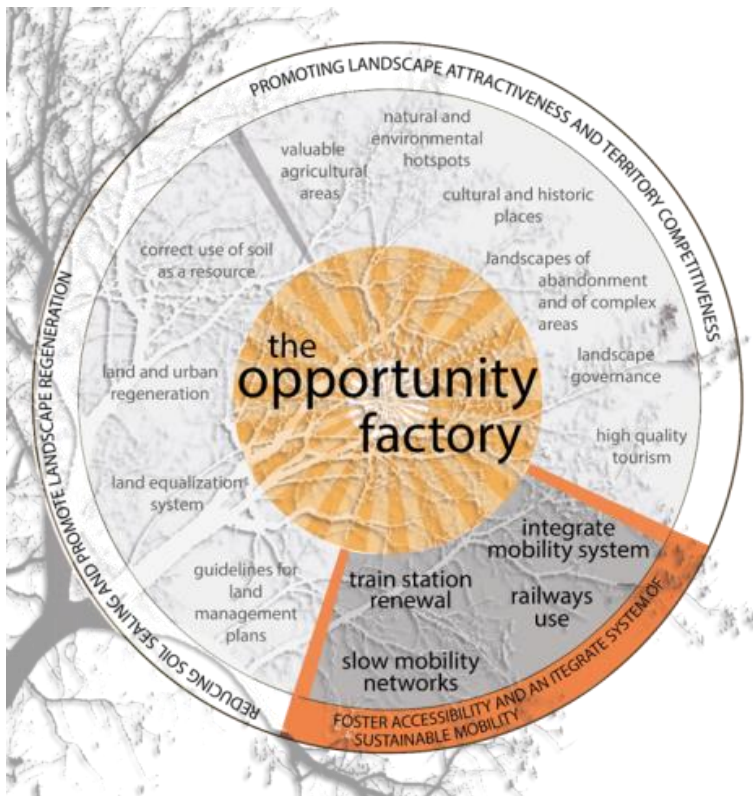 PROMOTING LANDSCAPE ATTRACTIVENESS AND TERRITORY COMPETITIVENESS
natural and
environmental
hotspots
valuable
agricultural
areas
cultural and historic
places
correct use of soil
as a resource
landscapes of
abandonment
and of complex
areas
the
opportunity
factory
land and urban
regeneration
landscape
governance
high quality
tourism
land equalization
system
guidelines for
land
management
plans
integrate
mobility system
train station
renewal
railways
use
slow mobility
networks
REDUCING SOIL SEALING AND PROMOTE LANDSCAPE REGENERATION
FOSTER ACCESSIBILITY AND AN ITEGRATE SYSTEM OF
SUSTAINABLE MOBILITY